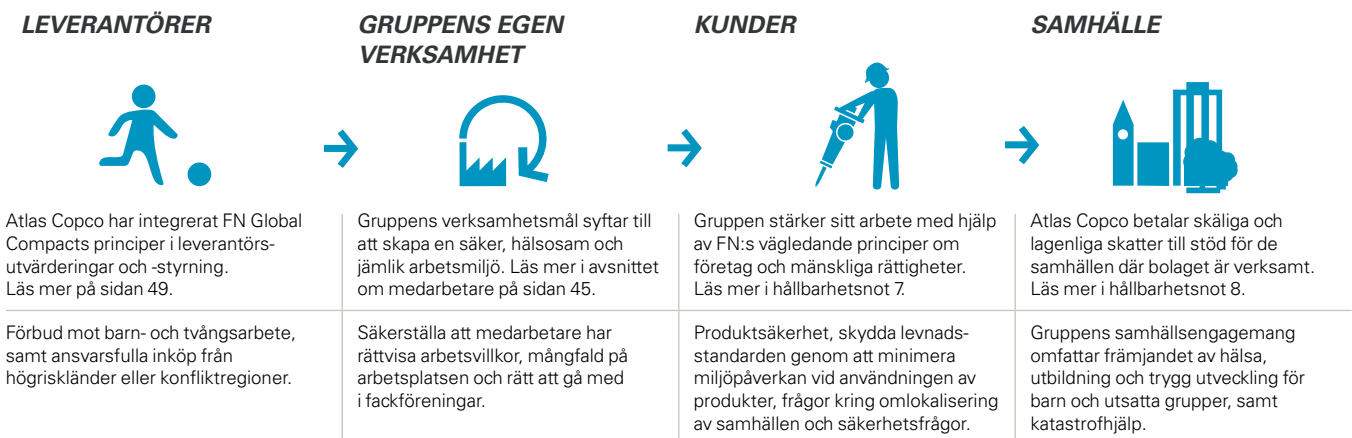 LEVERANTÖRER
Atlas Copco har integrerat FN Global
Compacts principer i leverantörs-
utvärderingar och -styrning.
Läs mer på sidan 49.
Förbud mot barn- och tvångsarbete,
samt ansvarsfulla inköp från
högriskländer eller konfliktregioner.
GRUPPENS EGEN
VERKSAMHET
Gruppens verksamhetsmål syftar till
att skapa en säker, hälsosam och
jämlik arbetsmiljö. Läs mer i avsnittet
om medarbetare på sidan 45.
Säkerställa att medarbetare har
rättvisa arbetsvillkor, mångfald på
arbetsplatsen och rätt att gå med
i fackföreningar.
KUNDER
Gruppen stärker sitt arbete med hjälp
av FN:s vägledande principer om
företag och mänskliga rättigheter.
Läs mer i hållbarhetsnot 7.
Produktsäkerhet, skydda levnads-
standarden genom att minimera
miljöpåverkan vid användningen av
produkter, frågor kring omlokalisering
av samhällen och säkerhetsfrågor.
SAMHÄLLE
Atlas Copco betalar skäliga och
lagenliga skatter till stöd för de
samhällen där bolaget är verksamt.
Läs mer i hållbarhetsnot 8.
Gruppens samhällsengagemang
omfattar främjandet av hälsa,
utbildning och trygg utveckling för
barn och utsatta grupper, samt
katastrofhjälp.